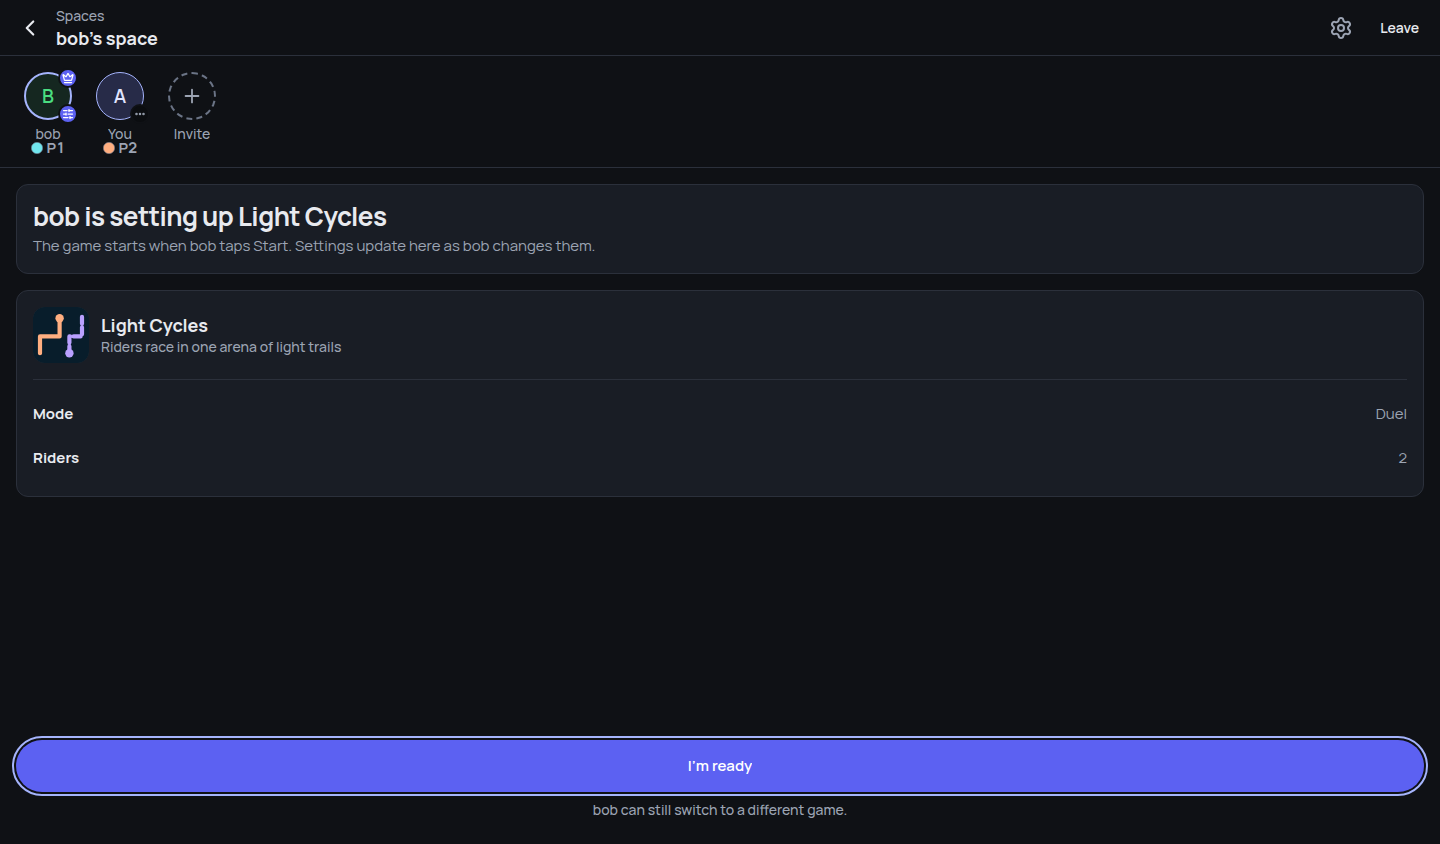 Spaces
bob's space
Leave
B
A
bob
You
Invite
P1
P2
bob is setting up Light Cycles
The game starts when bob taps Start. Settings update here as bob changes them.
Light Cycles
Riders race in one arena of light trails
Mode
Duel
Riders
2
I'm ready
bob can still switch to a different game.